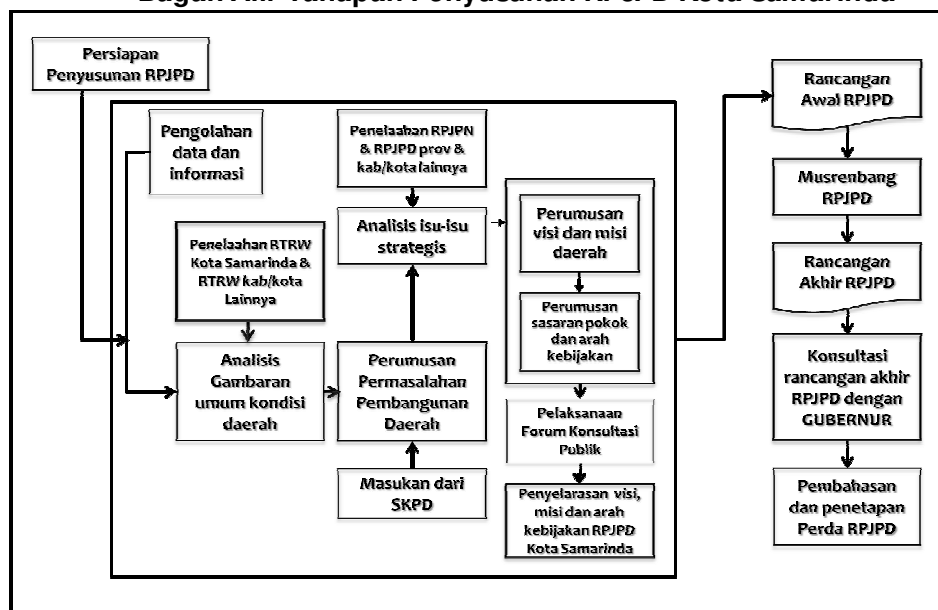 Persiapan
Penyusunan RPJPD
Pengolahan
data dan
informasi
Penelaahan RTRW
Kota Samarinda &
RTRW kab/kota
Lainnya
Analisis
Gambaran
umum kondisi
daerah
Penelaahan RPJPN
& RPJPD prov &
kab/kota lainnya
Analisis isu-isu
strategis
Perumusan
Permasalahan
Pembangunan
Daerah
Masukan dari
SKPD
Perumusan
visi dan misi
daerah
Perumusan
sasaran pokok
dan arah
kebijakan
Pelaksanaan
Forum Konsultasi
Publik
Penyelarasan visi,
misi dan arah
kebijakan RPJPD
Kota Samarinda
Rancangan
Awal RPJPD
Musrenbang
RPJPD
Rancangan
Akhir RPJPD
Konsultasi
rancangan akhir
RPJPD dengan
GUBERNUR
Pembahasan
dan penetapan
Perda RPJPD